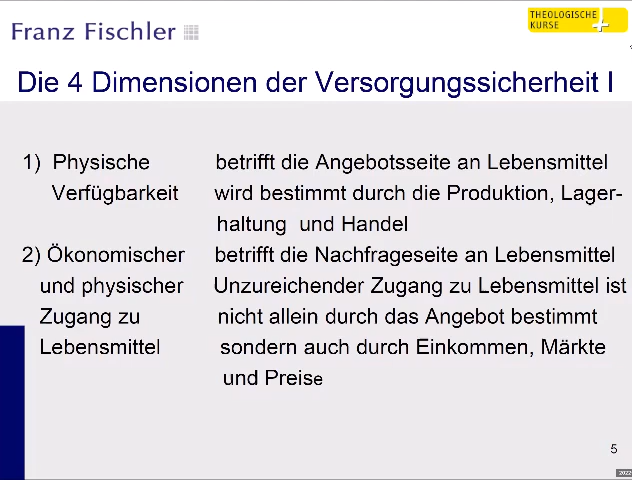 THEOLOGISCHE
KURSE
Franz Fischler
Die 4 Dimensionen der Versorgungssicherheit I
1) Physische betrifft die Angebotsseite an Lebensmittel
Verfügbarkeit wird bestimmt durch die Produktion, Lager-
haltung und Handel
2) Ökonomischer betrifft die Nachfrageseite an Lebensmittel
und physischer Unzureichender Zugang zu Lebensmittel ist
Zugang zu nicht allein durch das Angebot bestimmt
Lebensmittel sondern auch durch Einkommen, Märkte
und Preise
5
2022